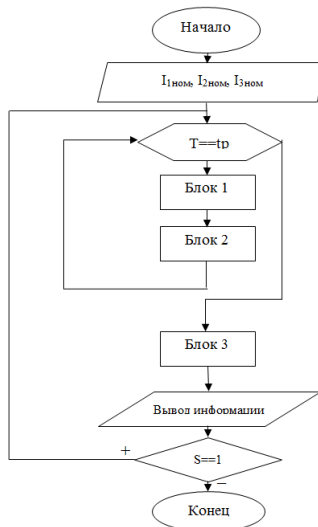 Начало
I₁ном, I₂ном, I₃ном
T==tp
Блок 1
Блок 2
Блок 3
Вывод информации
+
S==1
−
Конец